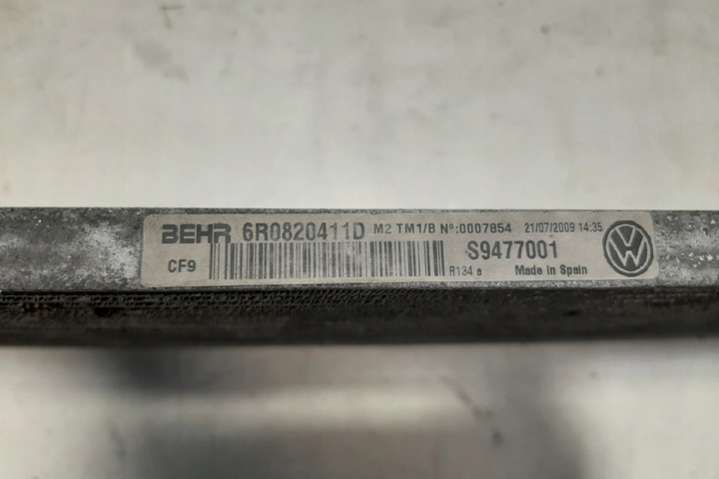 BEHR 6R0820411D M2 TM1/B Nº:0007854 21/07/2009 14:35
CF9 S9477001
R134 a Made in Spain